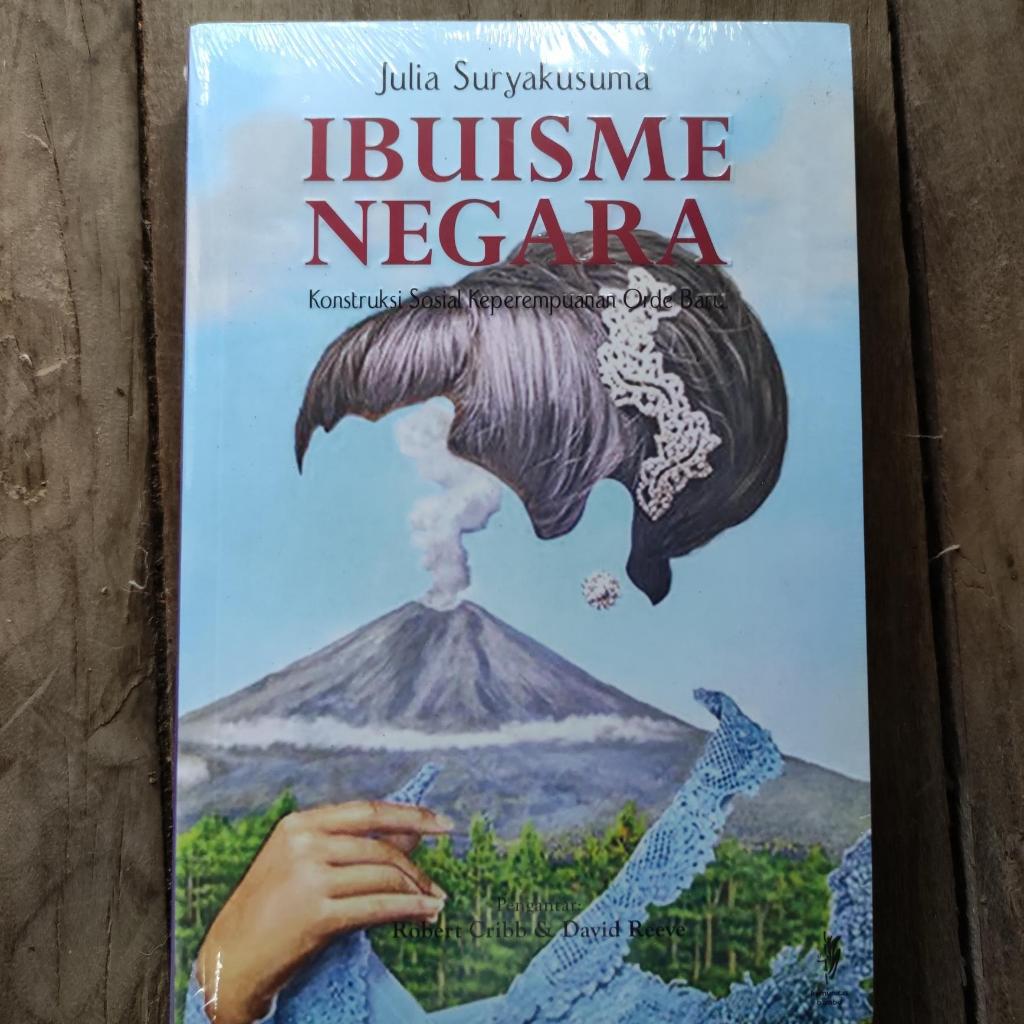 Julia Suryakusuma
IBUISME
NEGARA
Konstruksi Sosial Keperempuanan Orde Baru
Pengantar:
Robert Cribb & David Reeve